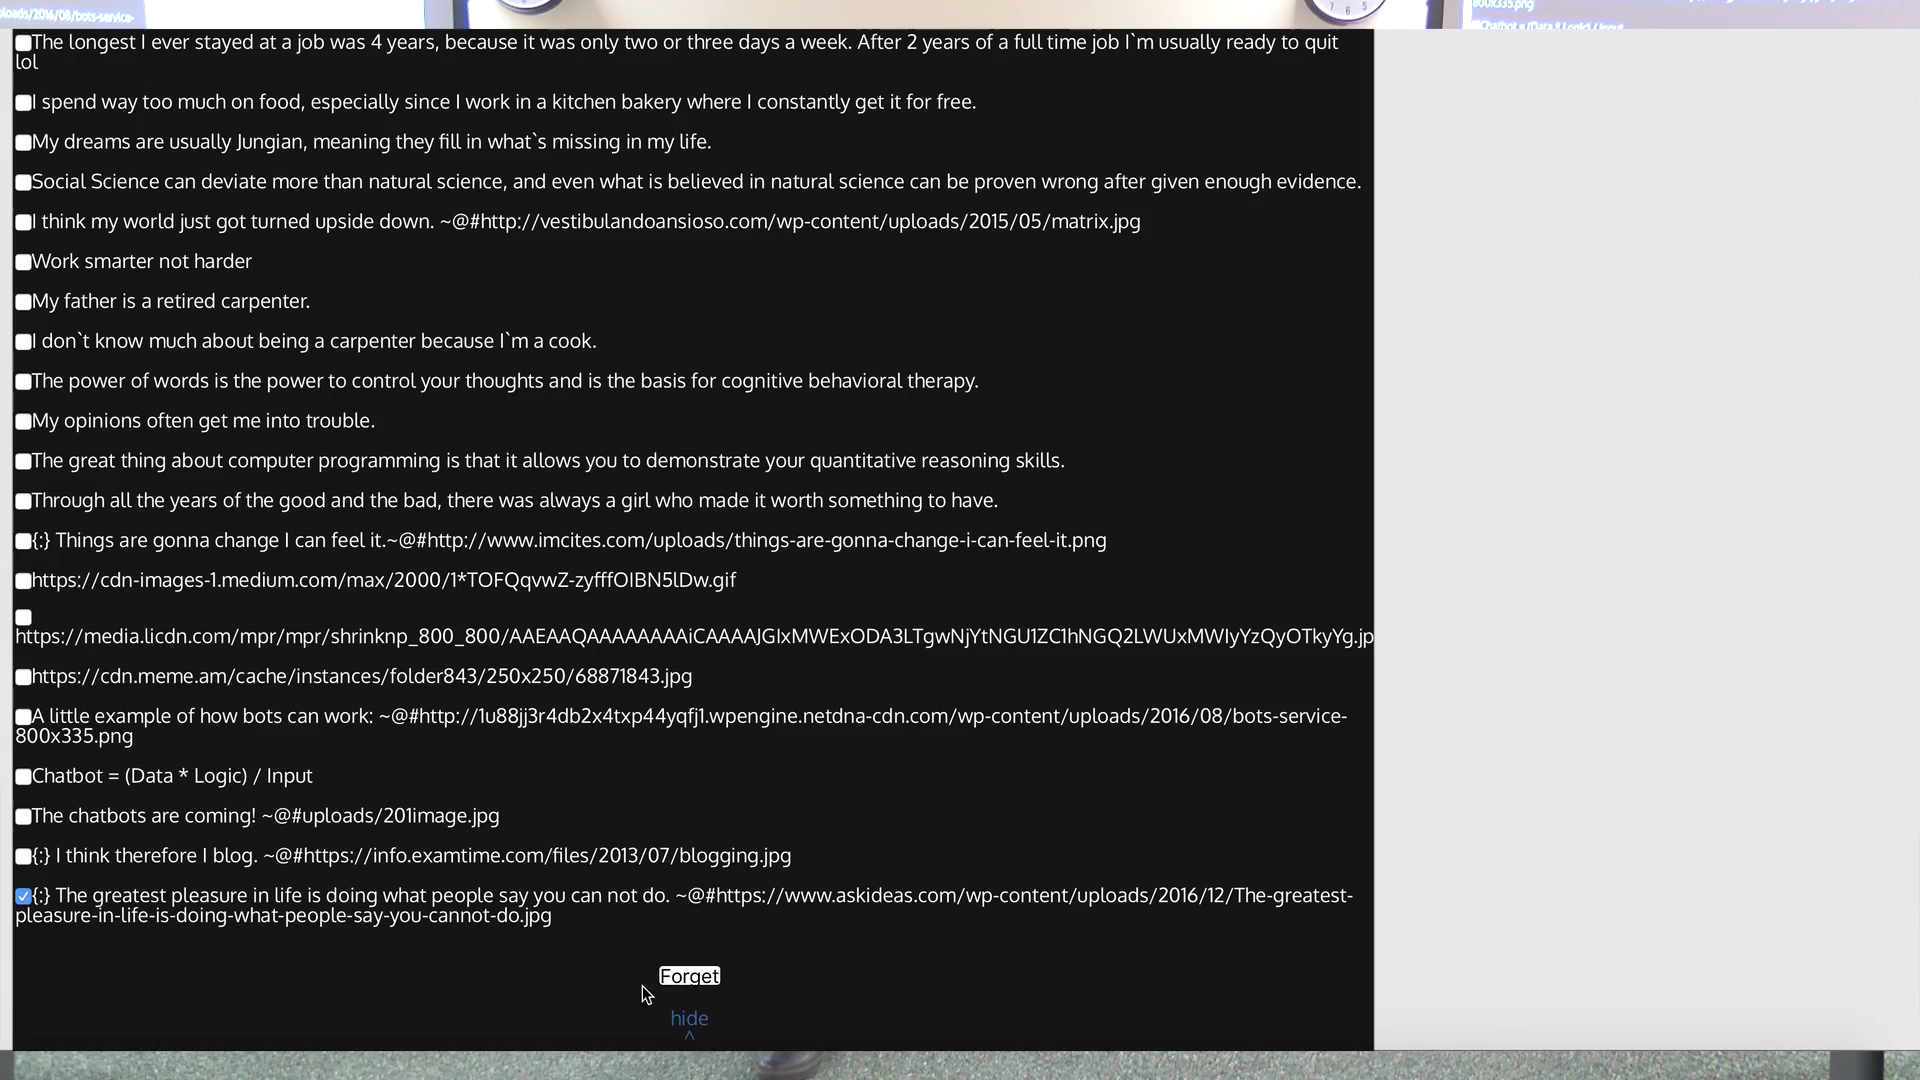 ploads/2016/08/bots-service-
800x335.png
Chatbot = (Data * Logic) / Input
7 6 5
The longest I ever stayed at a job was 4 years, because it was only two or three days a week. After 2 years of a full time job I`m usually ready to quit
lol
I spend way too much on food, especially since I work in a kitchen bakery where I constantly get it for free.
My dreams are usually Jungian, meaning they fill in what`s missing in my life.
Social Science can deviate more than natural science, and even what is believed in natural science can be proven wrong after given enough evidence.
I think my world just got turned upside down. ~@#http://vestibulandoansioso.com/wp-content/uploads/2015/05/matrix.jpg
Work smarter not harder
My father is a retired carpenter.
I don`t know much about being a carpenter because I`m a cook.
The power of words is the power to control your thoughts and is the basis for cognitive behavioral therapy.
My opinions often get me into trouble.
The great thing about computer programming is that it allows you to demonstrate your quantitative reasoning skills.
Through all the years of the good and the bad, there was always a girl who made it worth something to have.
{:} Things are gonna change I can feel it.~@#http://www.imcites.com/uploads/things-are-gonna-change-i-can-feel-it.png
https://cdn-images-1.medium.com/max/2000/1*TOFQqvwZ-zyfffOIBN5lDw.gif
https://media.licdn.com/mpr/mpr/shrinknp_800_800/AAEAAQAAAAAAAAiCAAAAJGIxMWExODA3LTgwNjYtNGU1ZC1hNGQ2LWUxMWIyYzQyOTkyYg.jp
https://cdn.meme.am/cache/instances/folder843/250x250/68871843.jpg
A little example of how bots can work: ~@#http://1u88jj3r4db2x4txp44yqfj1.wpengine.netdna-cdn.com/wp-content/uploads/2016/08/bots-service-
800x335.png
Chatbot = (Data * Logic) / Input
The chatbots are coming! ~@#uploads/201image.jpg
{:} I think therefore I blog. ~@#https://info.examtime.com/files/2013/07/blogging.jpg
{:} The greatest pleasure in life is doing what people say you can not do. ~@#https://www.askideas.com/wp-content/uploads/2016/12/The-greatest-
pleasure-in-life-is-doing-what-people-say-you-cannot-do.jpg
Forget
hide
^